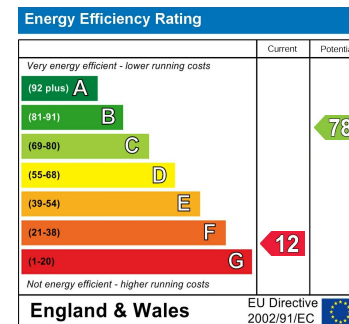 Energy Efficiency Rating
Current
Very energy efficient - lower running costs
(92 plus) A
(81-91) B
(69-80) C
78
(55-68) D
(39-54) E
(21-38) F
12
(1-20) G
Not energy efficient - higher running costs
England & Wales
EU Directive
2002/91/EC